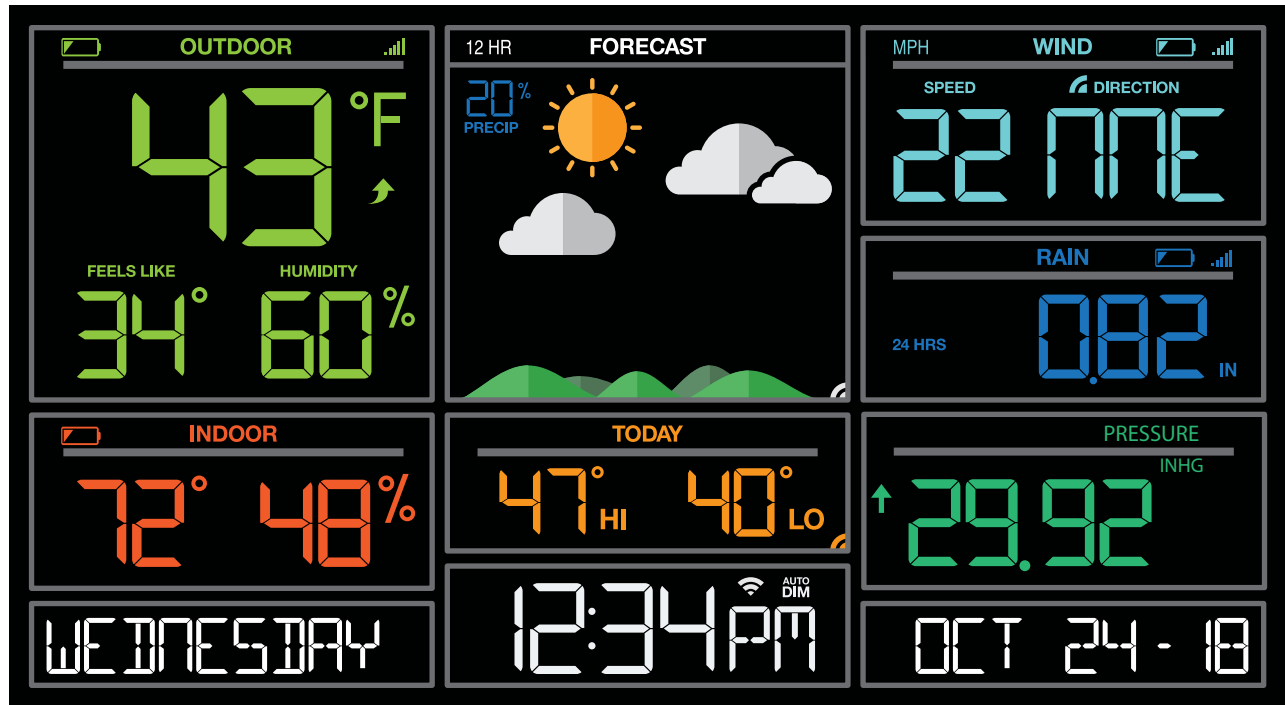 OUTDOOR
43°F
FEELS LIKE
HUMIDITY
34°
60%
12 HR
FORECAST
20%
PRECIP
MPH
WIND
SPEED
DIRECTION
22
NNE
RAIN
24 HRS
0.82 IN
INDOOR
72°
48%
TODAY
47° HI
40° LO
PRESSURE
INHG
29.92
WEDNESDAY
AUTO
DIM
12:34 PM
OCT 24 - 18